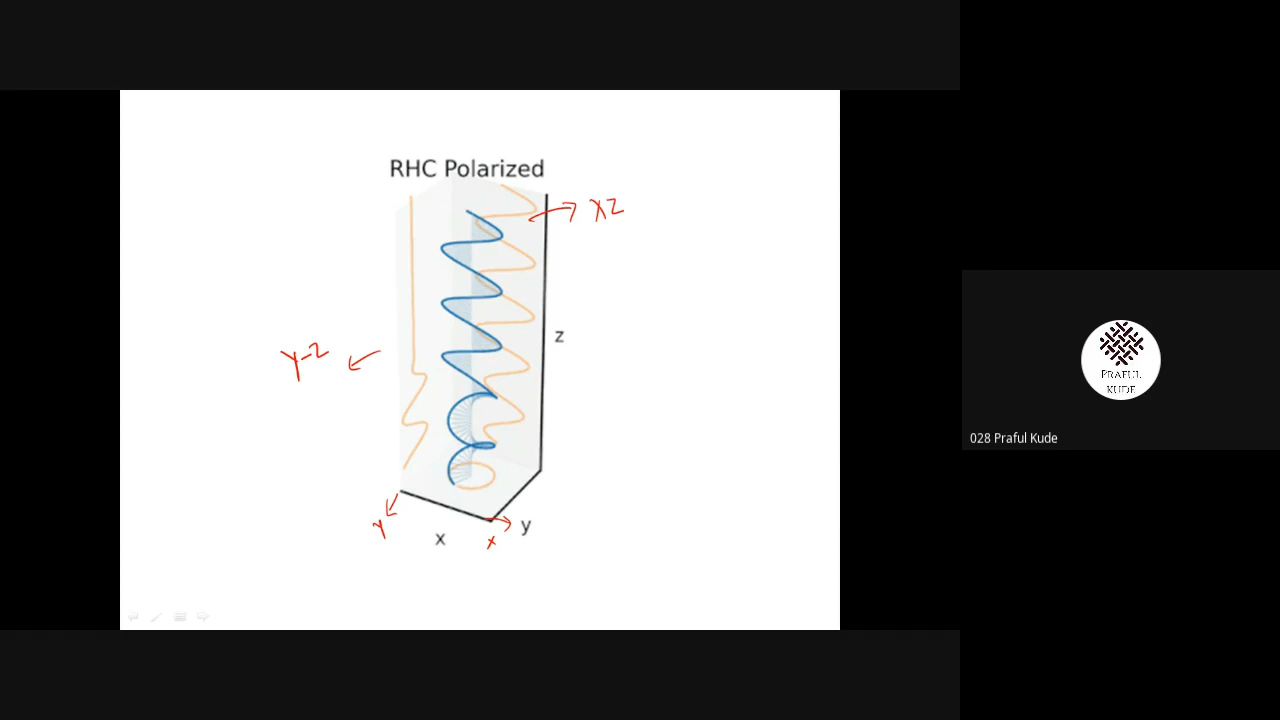 RHC Polarized
XZ
z
Y-Z
Y
x
x
y
PRAFUL
KUDE
028 Praful Kude